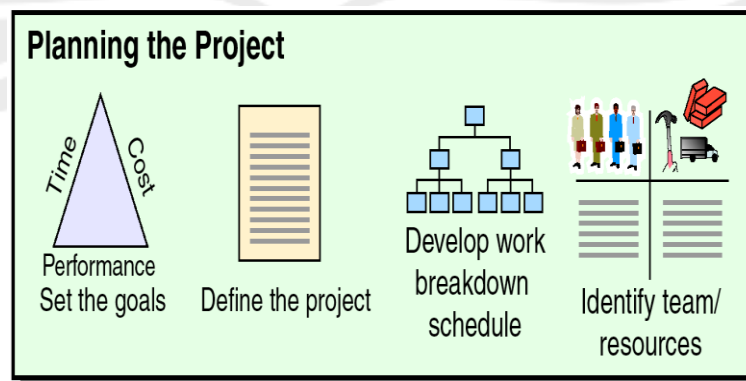 Planning the Project
Time
Cost
Performance
Set the goals
Define the project
Develop work
breakdown
schedule
Identify team/
resources